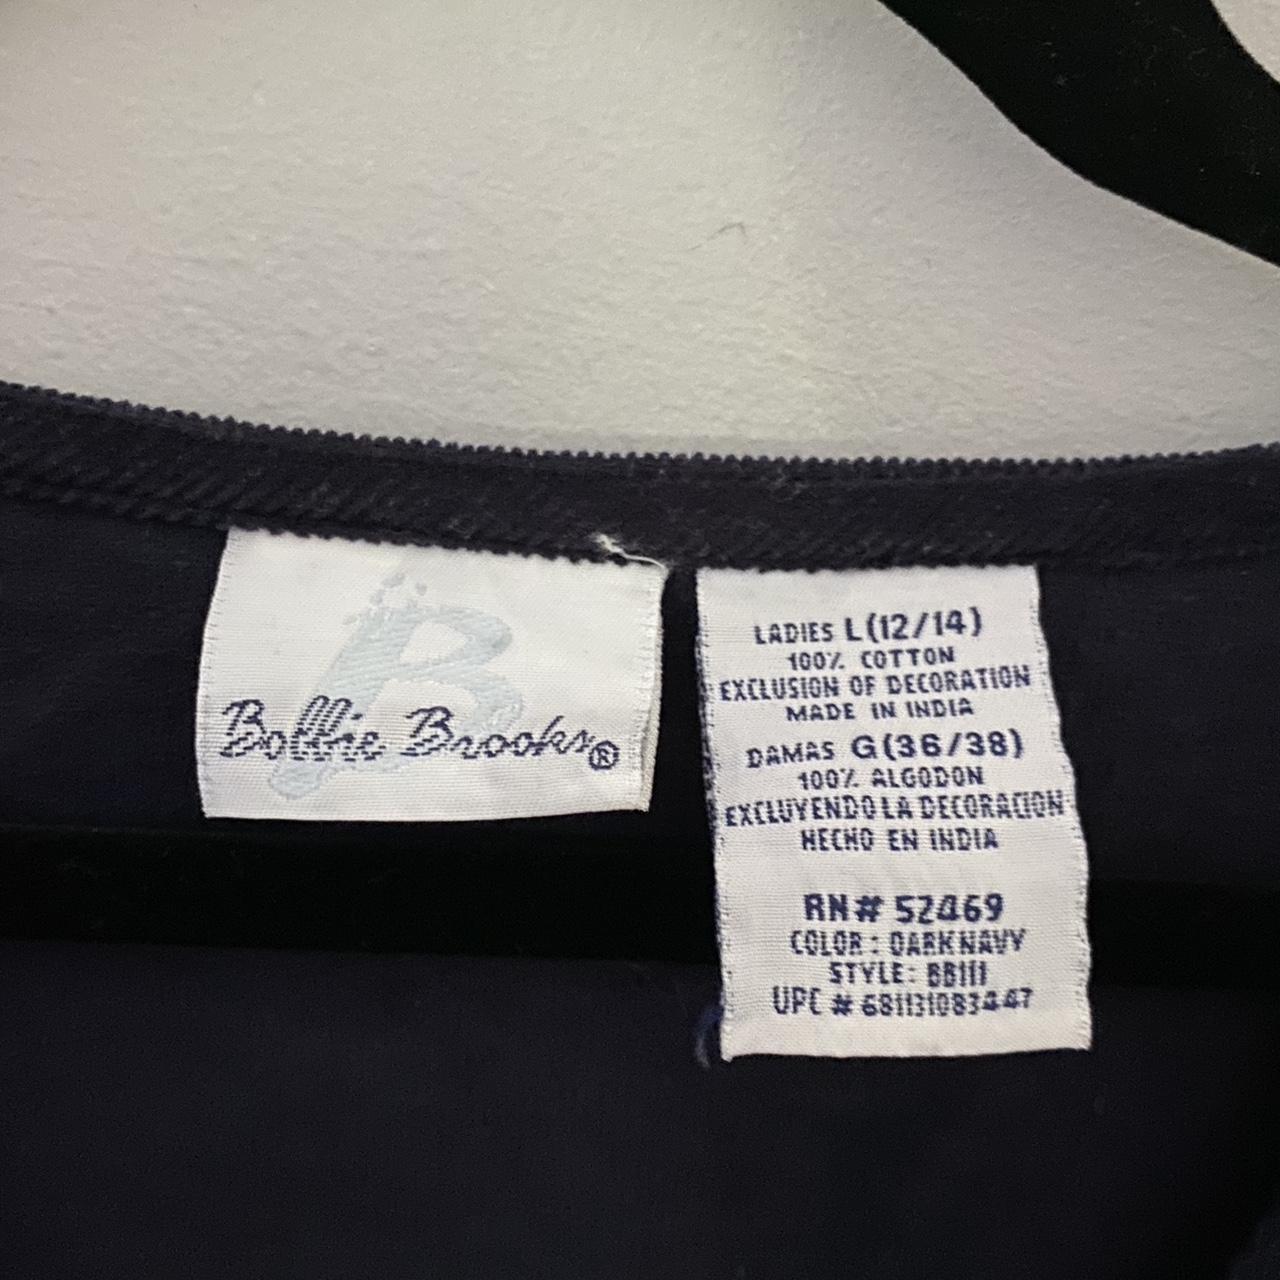 B
Bobbie Brooks®
LADIES L(12/14)
100% COTTON
EXCLUSION OF DECORATION
MADE IN INDIA
DAMAS G(36/38)
100% ALGODON
EXCLUYENDO LA DECORACION
HECHO EN INDIA
RN# 52469
COLOR: DARK NAVY
STYLE: BB111
UPC # 681131083447